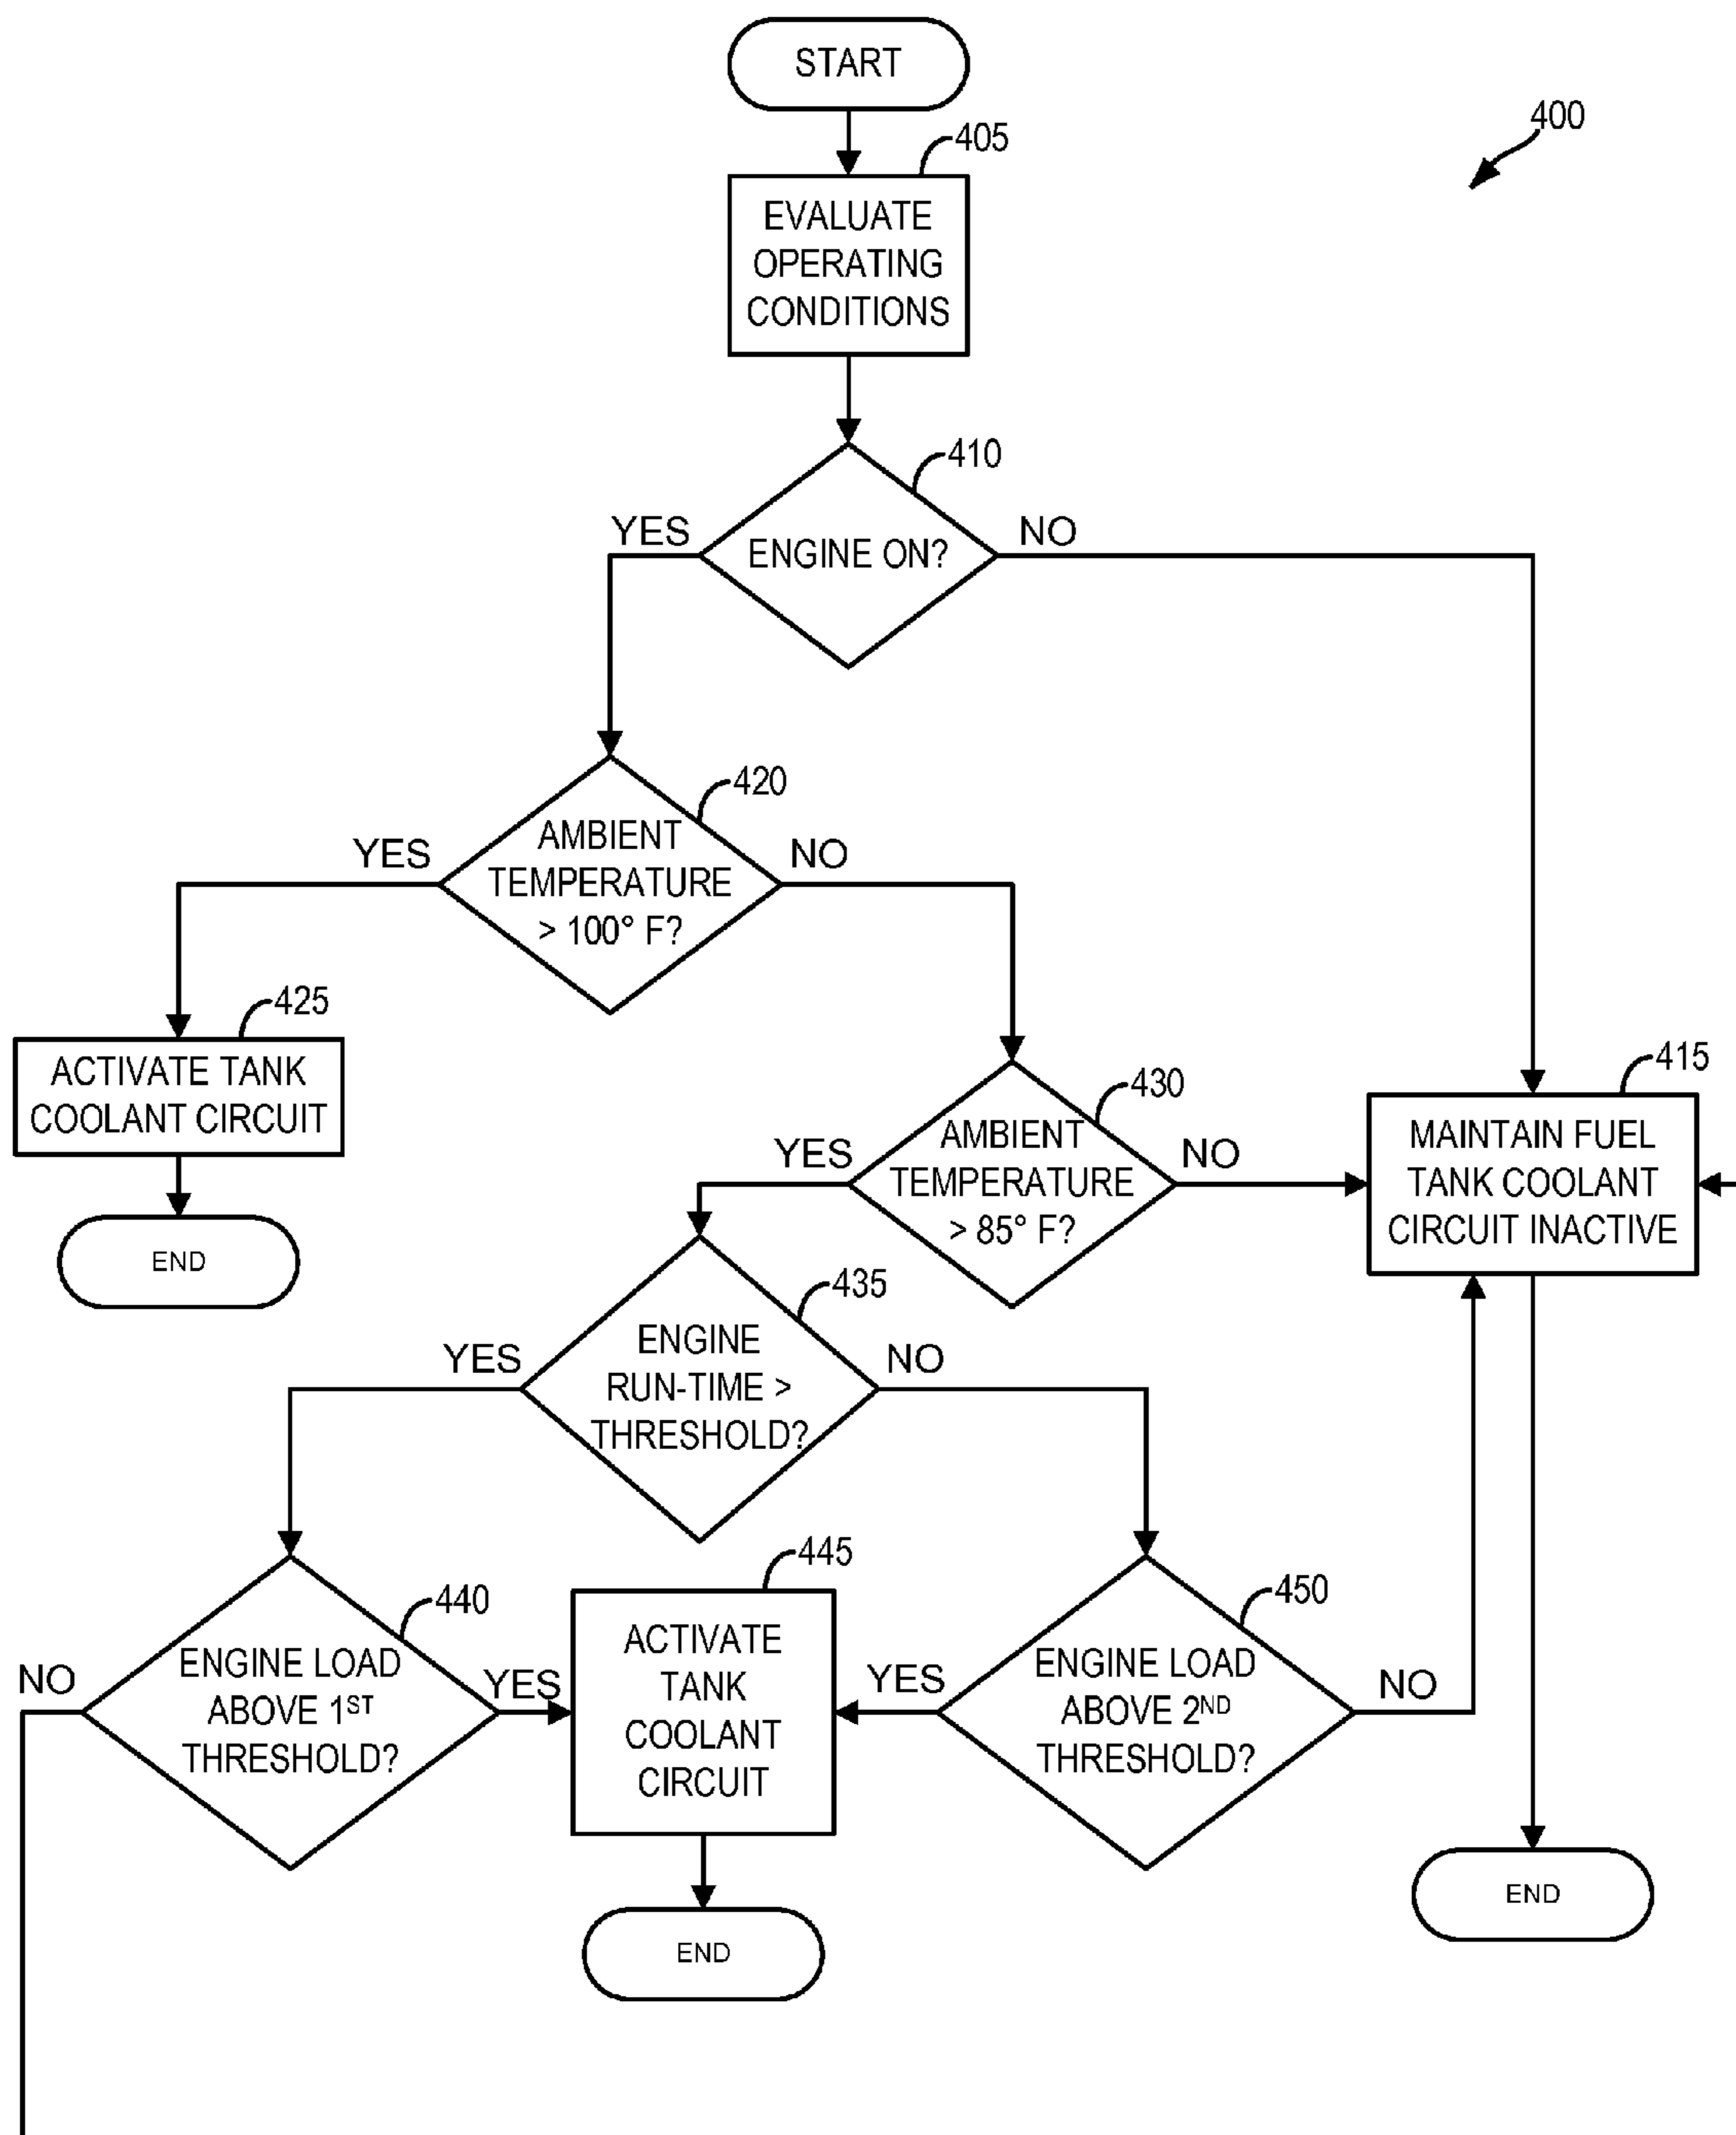 START
400
405
EVALUATE
OPERATING
CONDITIONS
410
YES
NO
ENGINE ON?
420
YES
NO
AMBIENT
TEMPERATURE
> 100° F?
425
ACTIVATE TANK
COOLANT CIRCUIT
END
430
YES
NO
AMBIENT
TEMPERATURE
> 85° F?
415
MAINTAIN FUEL
TANK COOLANT
CIRCUIT INACTIVE
435
YES
NO
ENGINE
RUN-TIME >
THRESHOLD?
440
NO
YES
ENGINE LOAD
ABOVE 1ST
THRESHOLD?
445
ACTIVATE
TANK
COOLANT
CIRCUIT
450
YES
NO
ENGINE LOAD
ABOVE 2ND
THRESHOLD?
END
END